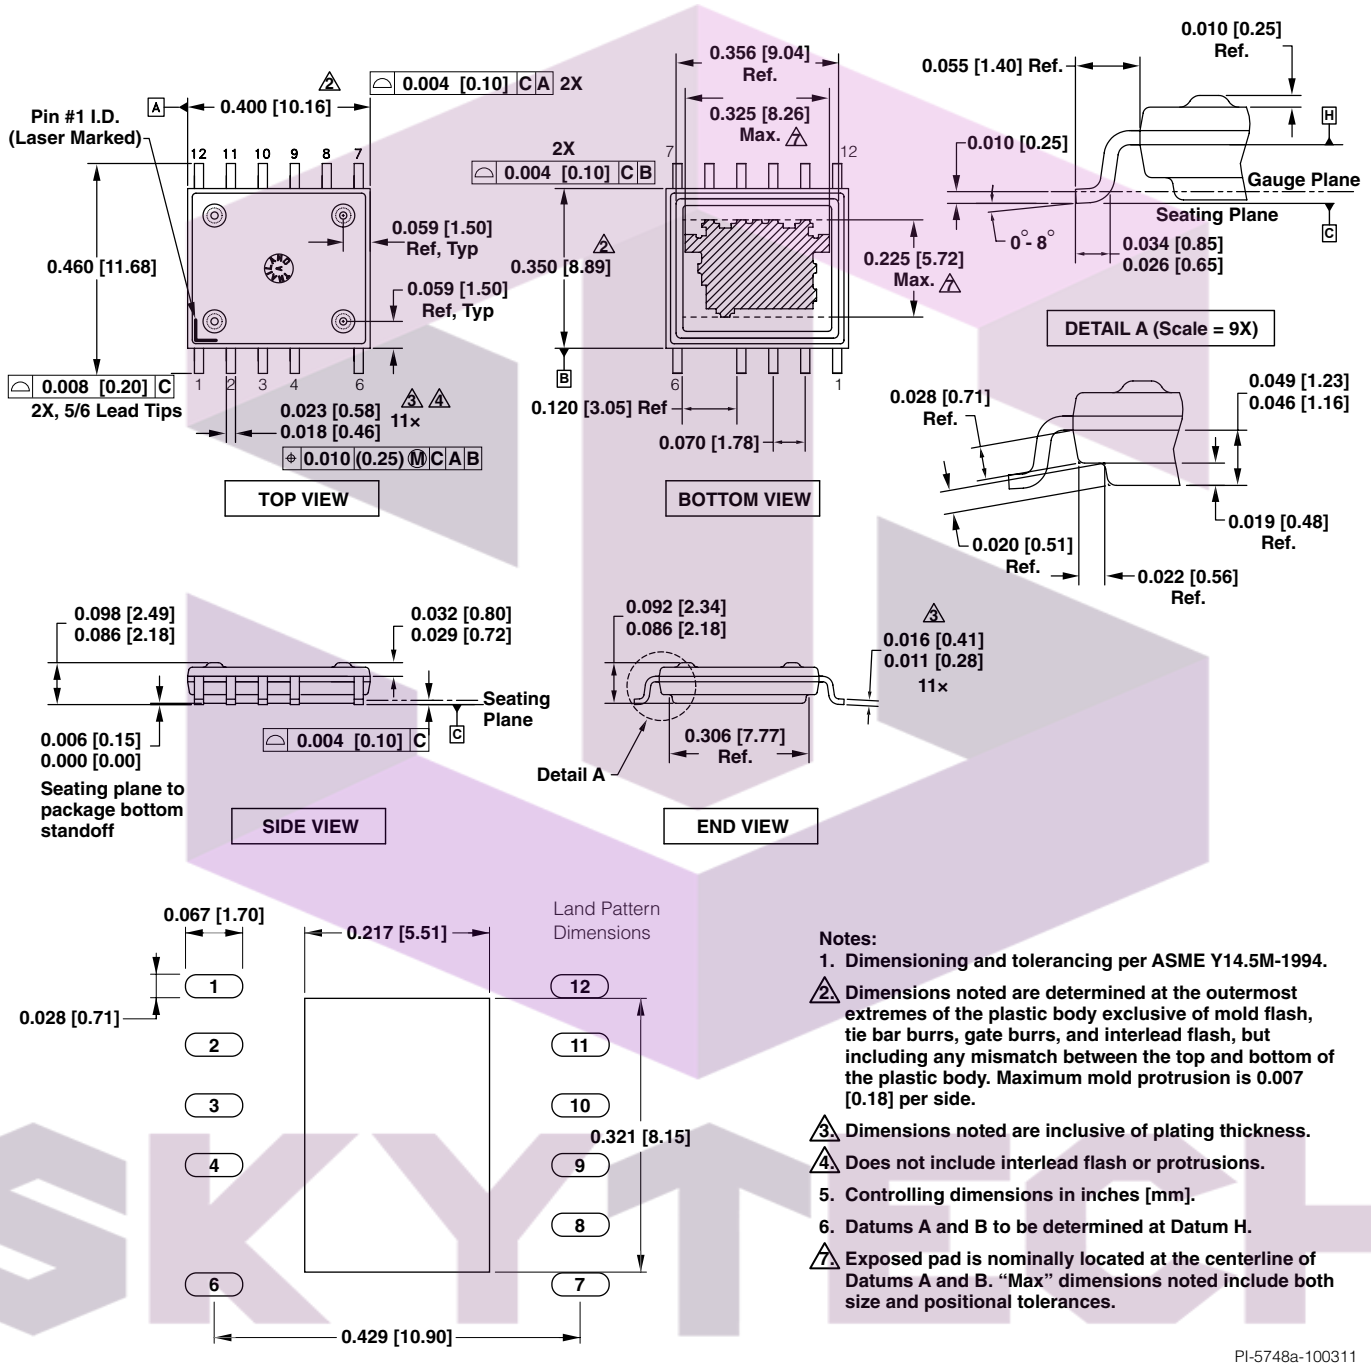 0.400 [10.16]
2
0.004 [0.10] C A 2X
A
Pin #1 I.D.
(Laser Marked)
12 11 10 9 8 7
0.460 [11.68]
0.059 [1.50]
Ref, Typ
0.059 [1.50]
Ref, Typ
1 2 3 4 6
0.008 [0.20] C
2X, 5/6 Lead Tips
0.023 [0.58]
0.018 [0.46]
3 4
11×
0.010 (0.25) M C A B
TOP VIEW
0.356 [9.04]
Ref.
0.325 [8.26]
Max. 7
2X
0.004 [0.10] C B
7 12
2
0.350 [8.89]
0.225 [5.72]
Max. 7
B
6 1
0.120 [3.05] Ref
0.070 [1.78]
BOTTOM VIEW
0.010 [0.25]
Ref.
0.055 [1.40] Ref.
H
0.010 [0.25]
Gauge Plane
Seating Plane
C
0° - 8°
0.034 [0.85]
0.026 [0.65]
DETAIL A (Scale = 9X)
0.028 [0.71]
Ref.
0.049 [1.23]
0.046 [1.16]
0.019 [0.48]
Ref.
0.020 [0.51]
Ref.
0.022 [0.56]
Ref.
0.098 [2.49]
0.086 [2.18]
0.032 [0.80]
0.029 [0.72]
Seating
Plane
C
0.004 [0.10] C
0.006 [0.15]
0.000 [0.00]
Seating plane to
package bottom
standoff
SIDE VIEW
0.092 [2.34]
0.086 [2.18]
3
0.016 [0.41]
0.011 [0.28]
11×
0.306 [7.77]
Ref.
Detail A
END VIEW
0.067 [1.70]
0.217 [5.51]
Land Pattern
Dimensions
0.028 [0.71]
1 12
2 11
3 10
0.321 [8.15]
4 9
8
6 7
0.429 [10.90]
Notes:
1. Dimensioning and tolerancing per ASME Y14.5M-1994.
2. Dimensions noted are determined at the outermost
extremes of the plastic body exclusive of mold flash,
tie bar burrs, gate burrs, and interlead flash, but
including any mismatch between the top and bottom of
the plastic body. Maximum mold protrusion is 0.007
[0.18] per side.
3. Dimensions noted are inclusive of plating thickness.
4. Does not include interlead flash or protrusions.
5. Controlling dimensions in inches [mm].
6. Datums A and B to be determined at Datum H.
7. Exposed pad is nominally located at the centerline of
Datums A and B. “Max” dimensions noted include both
size and positional tolerances.
SKYTECH
PI-5748a-100311